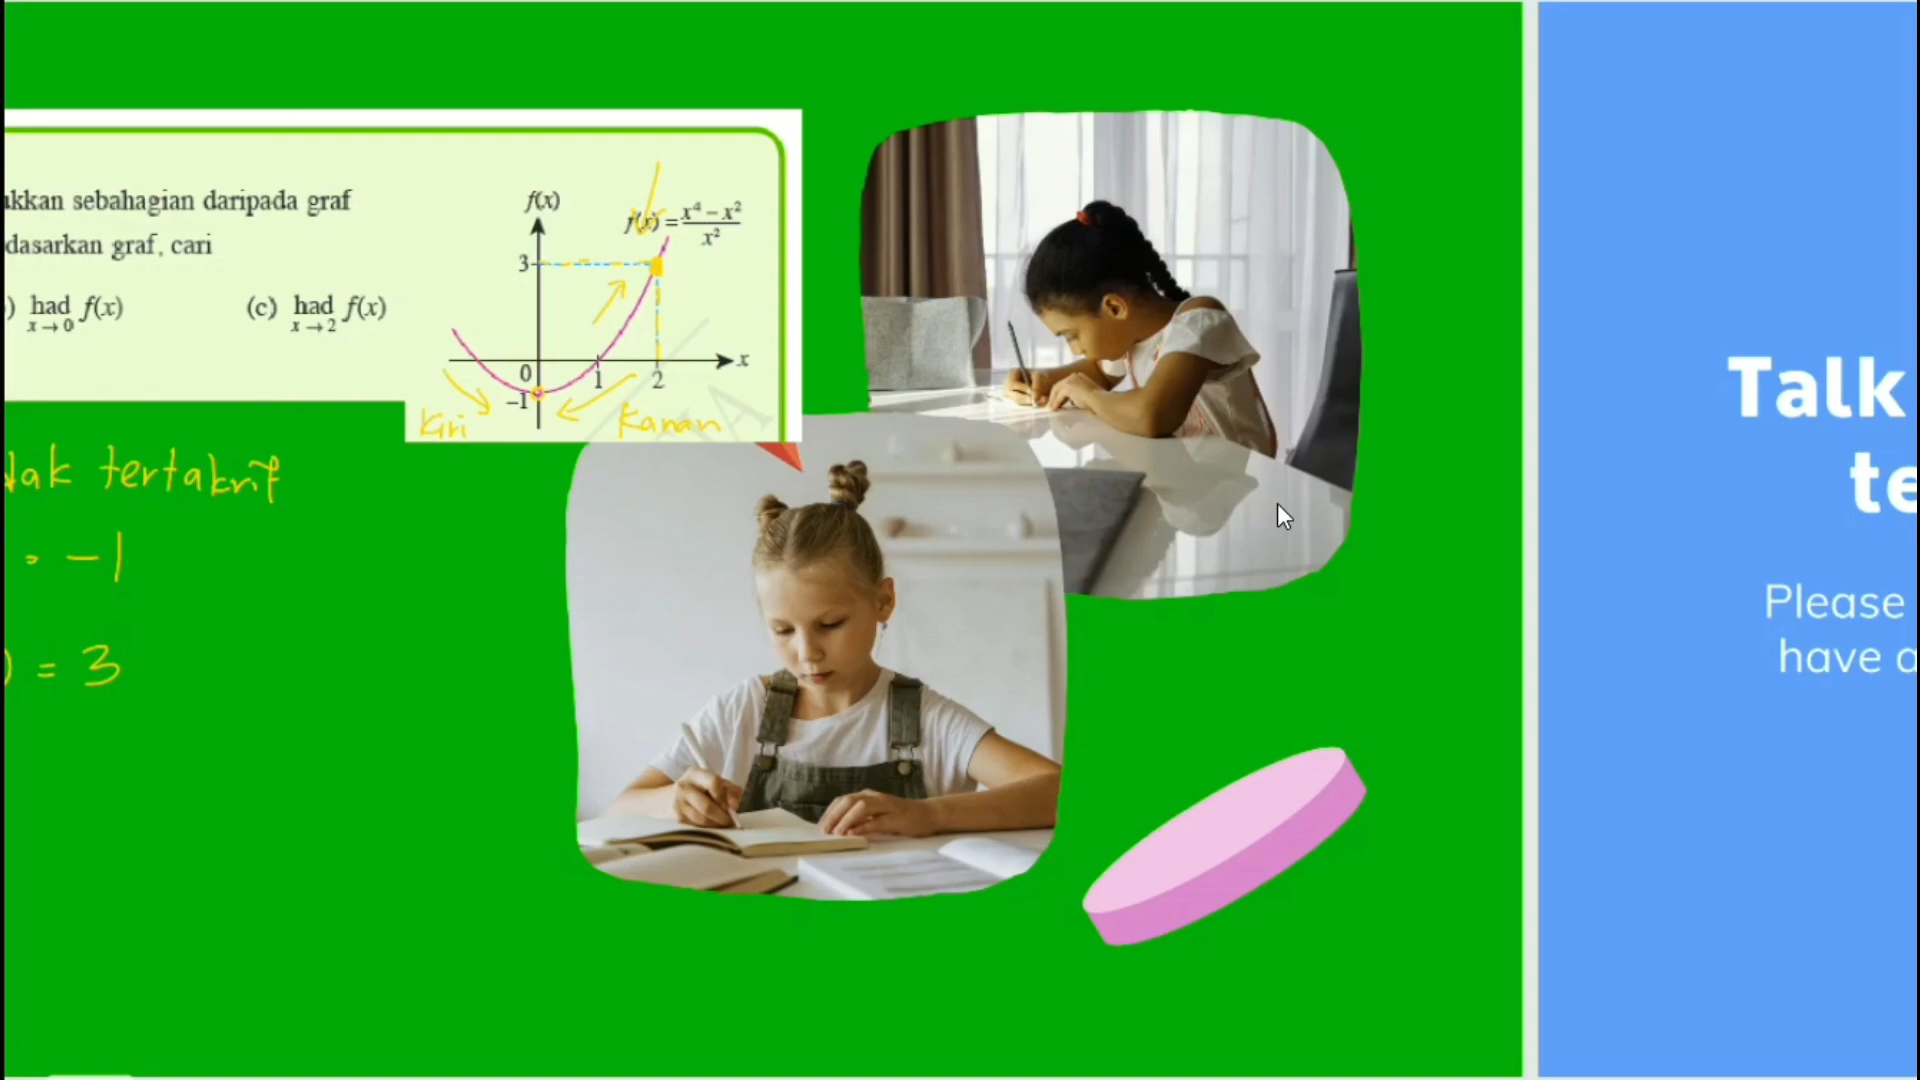 ukkan sebahagian daripada graf
dasarkan graf, cari
) had f(x)
x → 0
(c) had f(x)
x → 2
f(x)
f(x) = x⁴ − x² / x²
3
0
1
2
x
−1
Kiri
Kanan
dak tertakrif
= −1
) = 3
Talk
te
Please
have a